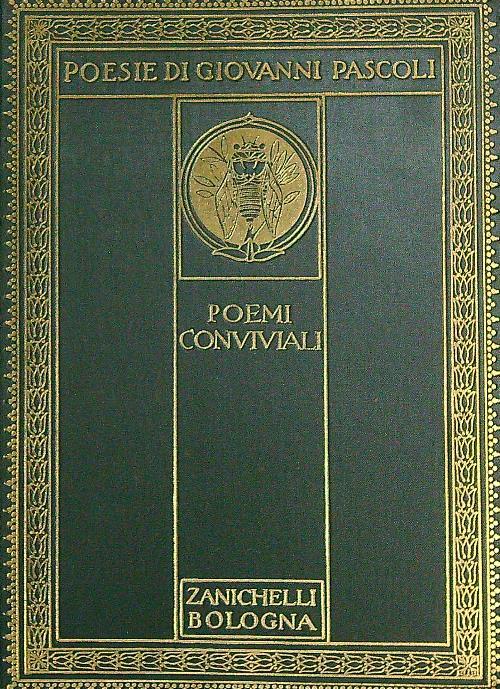 POESIE DI GIOVANNI PASCOLI
POEMI
CONVIVIALI
ZANICHELLI
BOLOGNA